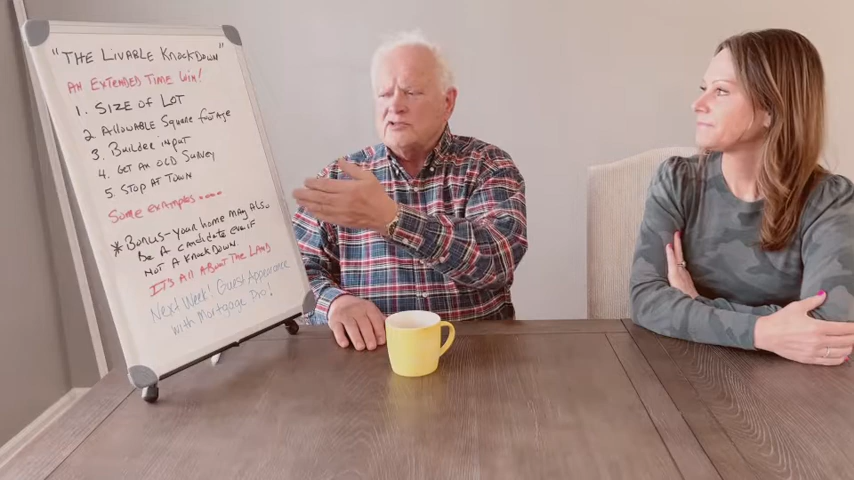 "The Livable KnockDown"
An Extended Time Win!
1. Size of Lot
2. Allowable Square footage
3. Builder input
4. Get an Old Survey
5. Stop at Town
Some examples.....
* Bonus - your home may Also
Be A candidate even if
not A KnockDown.
It's All About The Land
Next Week! Guest Appearance
with Mortgage Pro!